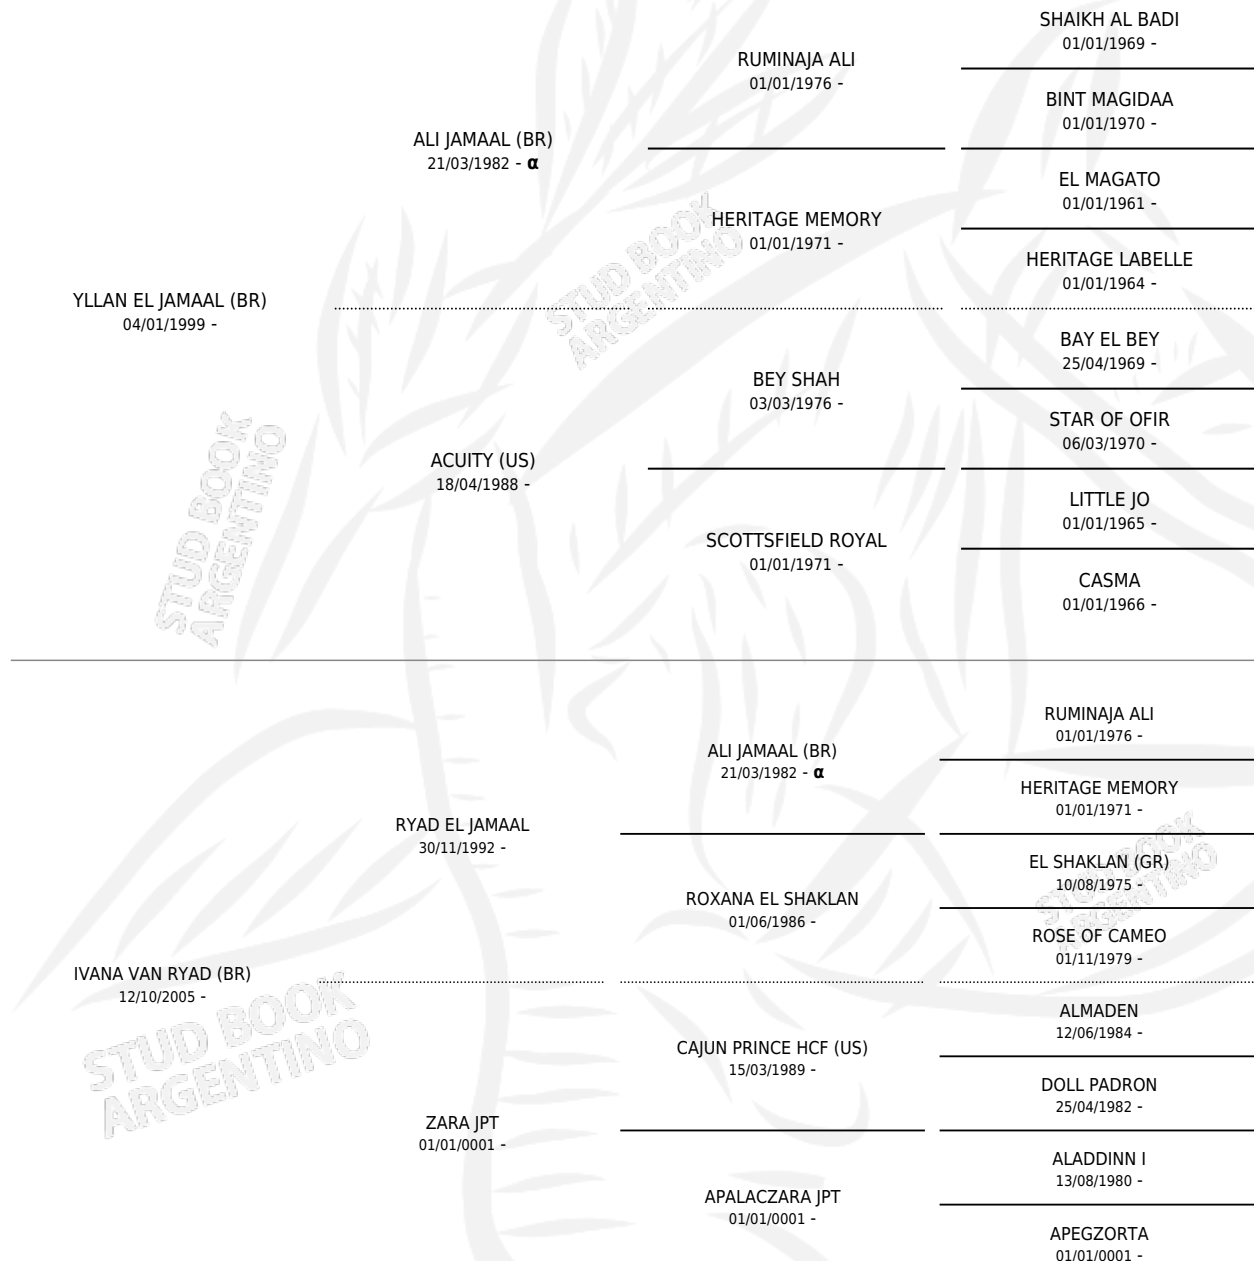 SHAIKH AL BADI
01/01/1969 -
RUMINAJA ALI
01/01/1976 -
BINT MAGIDAA
01/01/1970 -
ALI JAMAAL (BR)
21/03/1982 - α
EL MAGATO
01/01/1961 -
HERITAGE MEMORY
01/01/1971 -
HERITAGE LABELLE
01/01/1964 -
YLLAN EL JAMAAL (BR)
04/01/1999 -
BAY EL BEY
25/04/1969 -
BEY SHAH
03/03/1976 -
STAR OF OFIR
06/03/1970 -
ACUITY (US)
18/04/1988 -
LITTLE JO
01/01/1965 -
SCOTTSFIELD ROYAL
01/01/1971 -
CASMA
01/01/1966 -
STUD BOOK
ARGENTINO
STUD BOOK
ARGENTINO
RUMINAJA ALI
01/01/1976 -
ALI JAMAAL (BR)
21/03/1982 - α
HERITAGE MEMORY
01/01/1971 -
RYAD EL JAMAAL
30/11/1992 -
EL SHAKLAN (GR)
10/08/1975 -
ROXANA EL SHAKLAN
01/06/1986 -
ROSE OF CAMEO
01/11/1979 -
IVANA VAN RYAD (BR)
12/10/2005 -
ALMADEN
12/06/1984 -
CAJUN PRINCE HCF (US)
15/03/1989 -
DOLL PADRON
25/04/1982 -
ZARA JPT
01/01/0001 -
ALADDINN I
13/08/1980 -
APALACZARA JPT
01/01/0001 -
APEGZORTA
01/01/0001 -
STUD BOOK
ARGENTINO
STUD BOOK
ARGENTINO